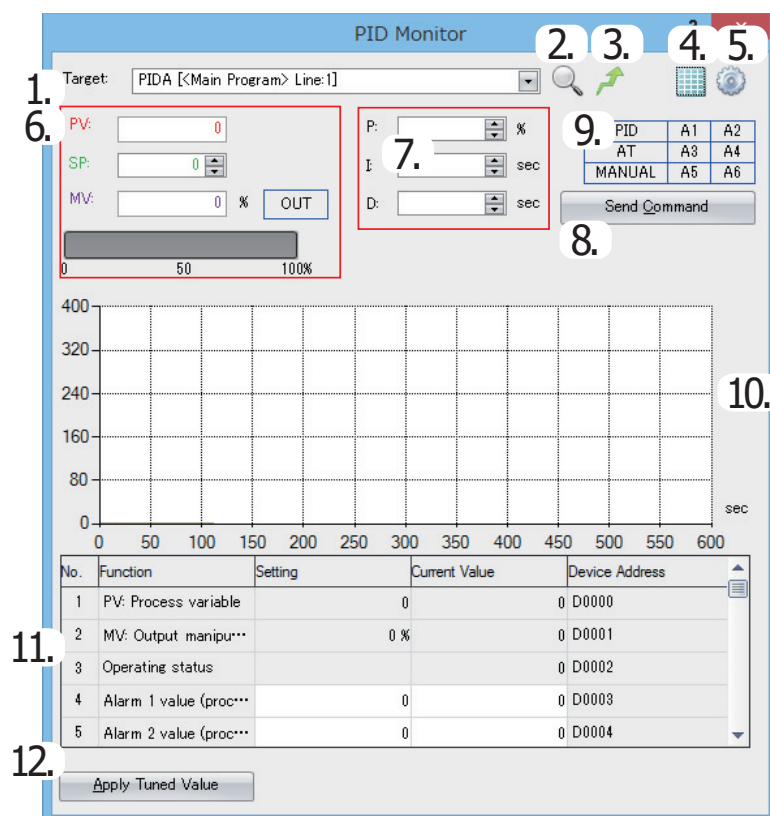 PID Monitor
2. 3. 4. 5.
1. Target: PIDA [<Main Program> Line:1]
6. PV: 0
SP: 0
MV: 0 % OUT
0 50 100%
P: %
7.
I: sec
D: sec
9. PID A1 A2
AT A3 A4
MANUAL A5 A6
Send Command
8.
400
320
240
160
80
0
10.
sec
0 50 100 150 200 250 300 350 400 450 500 550 600
No. Function Setting Current Value Device Address
1 PV: Process variable 0 0 D0000
2 MV: Output manipu... 0 % 0 D0001
11.
3 Operating status 0 D0002
4 Alarm 1 value (proc... 0 0 D0003
5 Alarm 2 value (proc... 0 0 D0004
12.
Apply Tuned Value